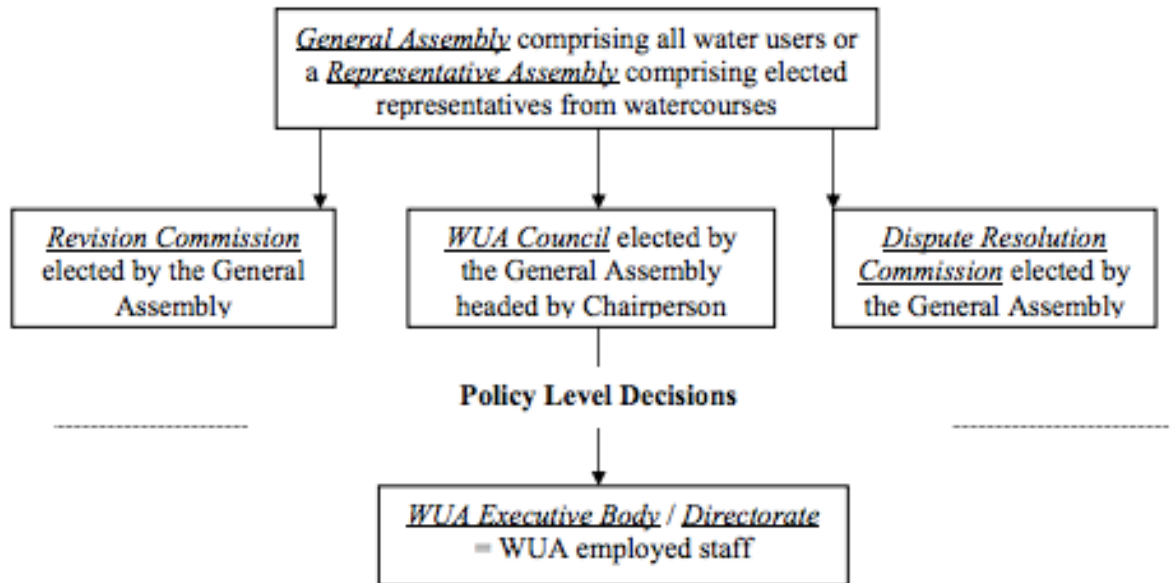 General Assembly comprising all water users or
a Representative Assembly comprising elected
representatives from watercourses
Revision Commission
elected by the General
Assembly
WUA Council elected by
the General Assembly
headed by Chairperson
Dispute Resolution
Commission elected by
the General Assembly
Policy Level Decisions
WUA Executive Body / Directorate
= WUA employed staff